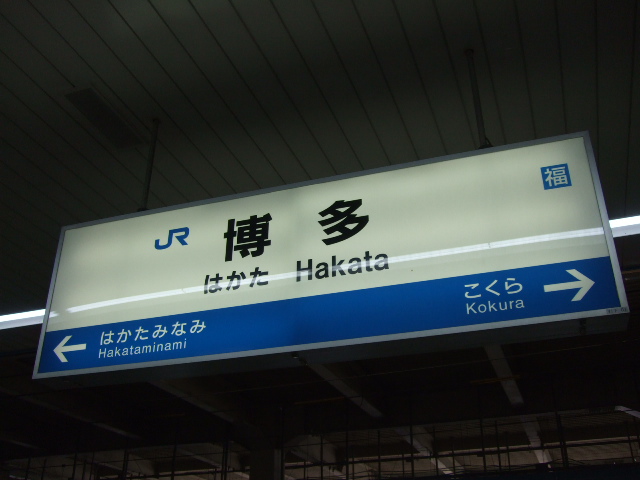 福
JR 博多
はかた Hakata
はかたみなみ
Hakataminami
こくら
Kokura